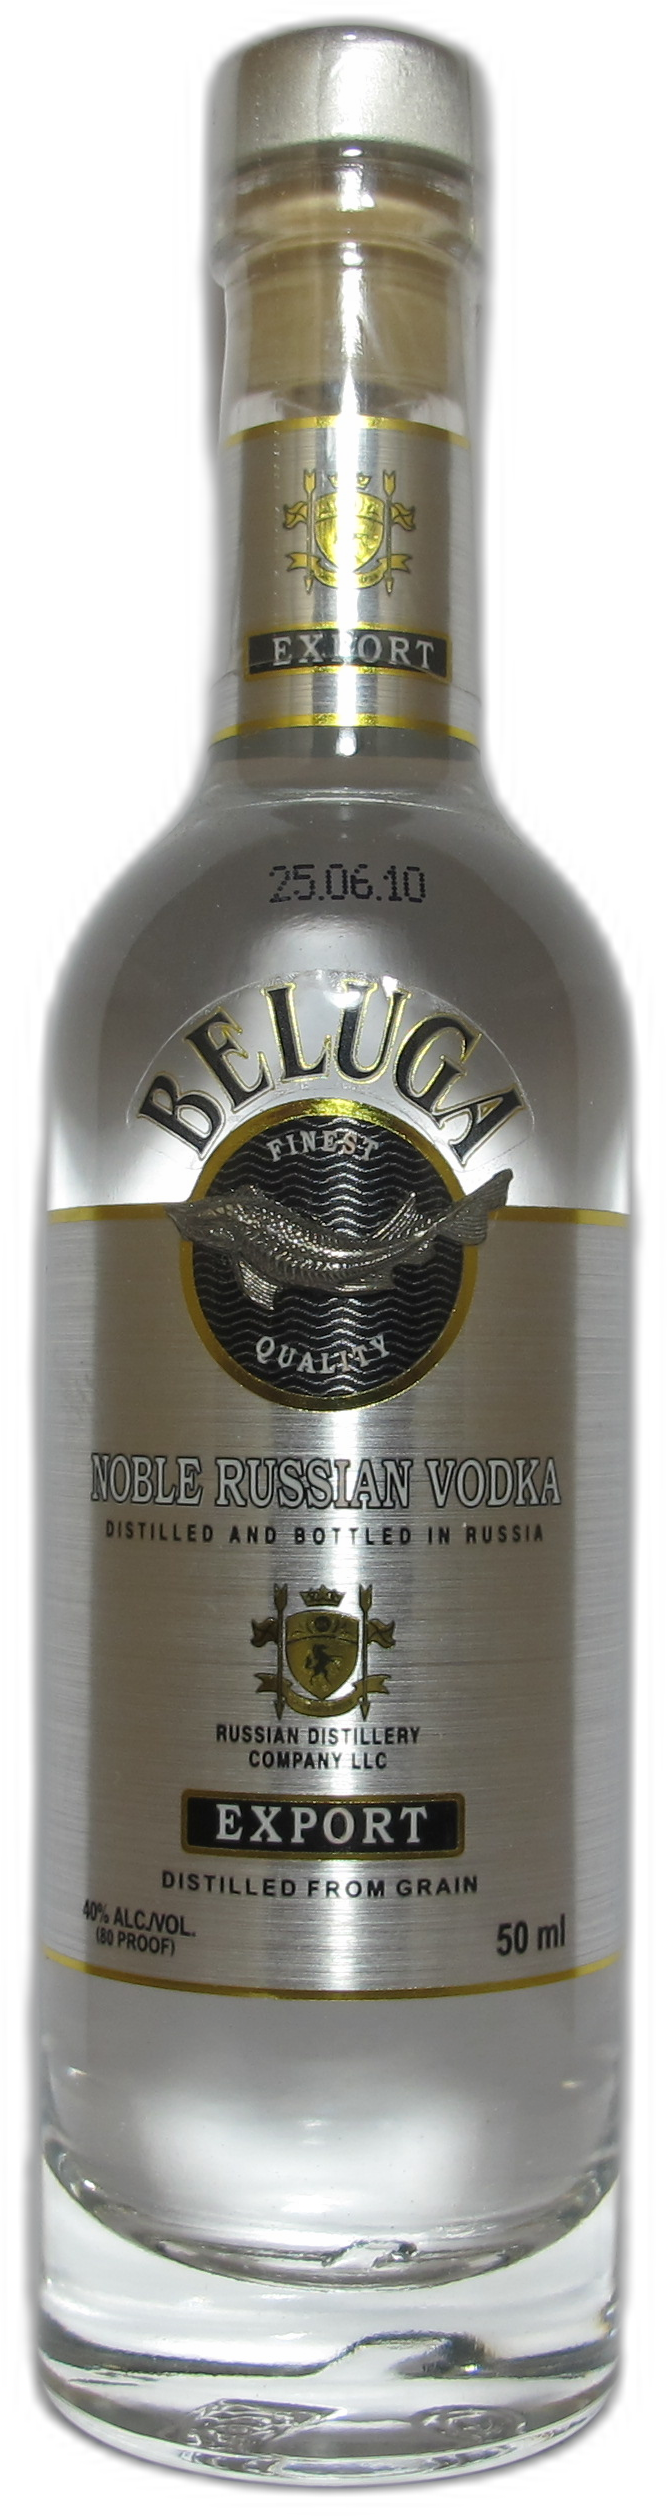 EXPORT
25.06.10
BELUGA
FINEST
QUALITY
NOBLE RUSSIAN VODKA
DISTILLED AND BOTTLED IN RUSSIA
RUSSIAN DISTILLERY
COMPANY LLC
EXPORT
DISTILLED FROM GRAIN
40% ALC./VOL.
(80 PROOF)
50 ml